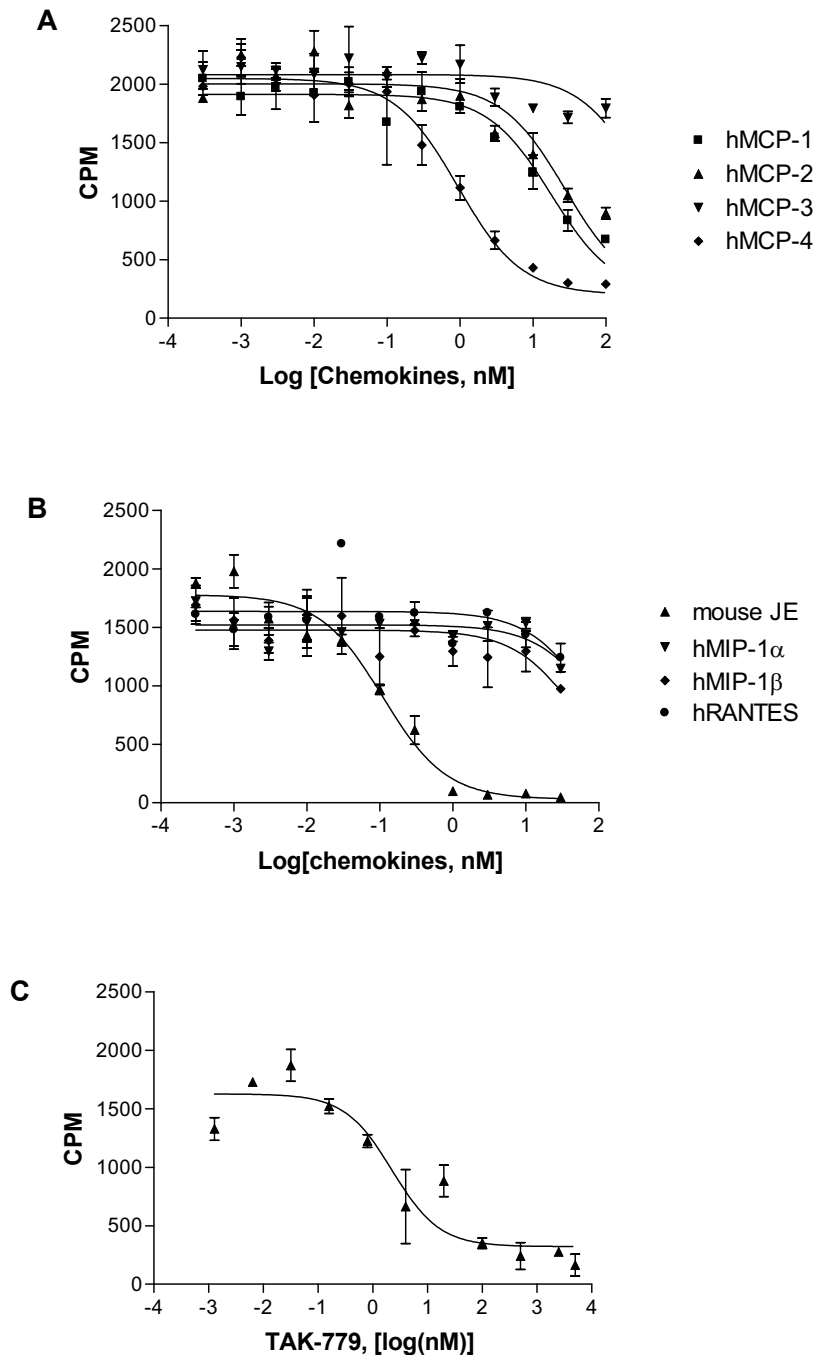 A
2500
2000
1500
1000
500
0
CPM
-4 -3 -2 -1 0 1 2
Log [Chemokines, nM]
hMCP-1
hMCP-2
hMCP-3
hMCP-4
B
2500
2000
1500
1000
500
0
CPM
-4 -3 -2 -1 0 1 2
Log[chemokines, nM]
mouse JE
hMIP-1α
hMIP-1β
hRANTES
C
2500
2000
1500
1000
500
0
CPM
-4 -3 -2 -1 0 1 2 3 4
TAK-779, [log(nM)]